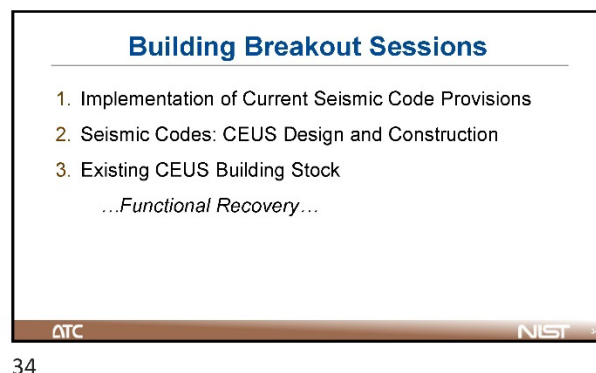 Building Breakout Sessions
1. Implementation of Current Seismic Code Provisions
2. Seismic Codes: CEUS Design and Construction
3. Existing CEUS Building Stock
...Functional Recovery...
ATC NIST
34